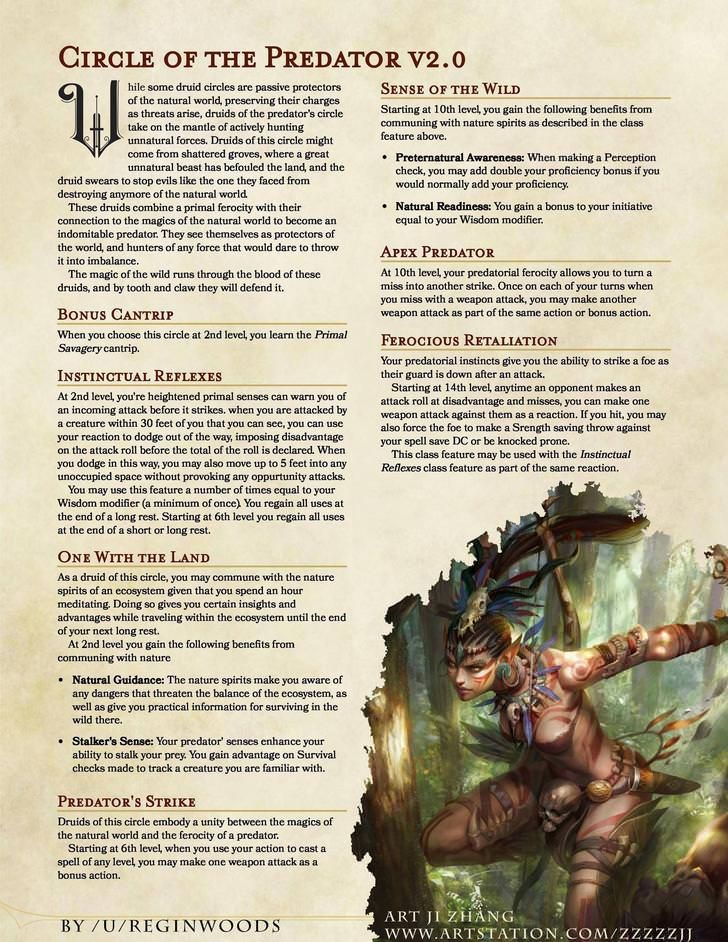 Circle of the Predator v2.0
While some druid circles are passive protectors
of the natural world, preserving their charges
as threats arise, druids of the predator's circle
take on the mantle of actively hunting
unnatural forces. Druids of this circle might
come from shattered groves, where a great
unnatural beast has befouled the land, and the
druid swears to stop evils like the one they faced from
destroying anymore of the natural world.
These druids combine a primal ferocity with their
connection to the magics of the natural world to become an
indomitable predator. They see themselves as protectors of
the world, and hunters of any force that would dare to throw
it into imbalance.
The magic of the wild runs through the blood of these
druids, and by tooth and claw they will defend it.
Bonus Cantrip
When you choose this circle at 2nd level, you learn the Primal
Savagery cantrip.
Instinctual Reflexes
At 2nd level, you're heightened primal senses can warn you of
an incoming attack before it strikes. when you are attacked by
a creature within 30 feet of you that you can see, you can use
your reaction to dodge out of the way, imposing disadvantage
on the attack roll before the total of the roll is declared. When
you dodge in this way, you may also move up to 5 feet into any
unoccupied space without provoking any oppurtunity attacks.
You may use this feature a number of times equal to your
Wisdom modifier (a minimum of once). You regain all uses at
the end of a long rest. Starting at 6th level you regain all uses
at the end of a short or long rest.
One With the Land
As a druid of this circle, you may commune with the nature
spirits of an ecosystem given that you spend an hour
meditating. Doing so gives you certain insights and
advantages while traveling within the ecosystem until the end
of your next long rest.
At 2nd level you gain the following benefits from
communing with nature
• Natural Guidance: The nature spirits make you aware of
any dangers that threaten the balance of the ecosystem, as
well as give you practical information for surviving in the
wild there.
• Stalker's Sense: Your predator' senses enhance your
ability to stalk your prey. You gain advantage on Survival
checks made to track a creature you are familiar with.
Predator's Strike
Druids of this circle embody a unity between the magics of
the natural world and the ferocity of a predator.
Starting at 6th level, when you use your action to cast a
spell of any level, you may make one weapon attack as a
bonus action.
Sense of the Wild
Starting at 10th level, you gain the following benefits from
communing with nature spirits as described in the class
feature above.
• Preternatural Awareness: When making a Perception
check, you may add double your proficiency bonus if you
would normally add your proficiency.
• Natural Readiness: You gain a bonus to your initiative
equal to your Wisdom modifier.
Apex Predator
At 10th level, your predatorial ferocity allows you to turn a
miss into another strike. Once on each of your turns when
you miss with a weapon attack, you may make another
weapon attack as part of the same action or bonus action.
Ferocious Retaliation
Your predatorial instincts give you the ability to strike a foe as
their guard is down after an attack.
Starting at 14th level, anytime an opponent makes an
attack roll at disadvantage and misses, you can make one
weapon attack against them as a reaction. If you hit, you may
also force the foe to make a Srength saving throw against
your spell save DC or be knocked prone.
This class feature may be used with the Instinctual
Reflexes class feature as part of the same reaction.
BY /U/REGINWOODS
ART JI ZHANG
WWW.ARTSTATION.COM/ZZZZZJJ